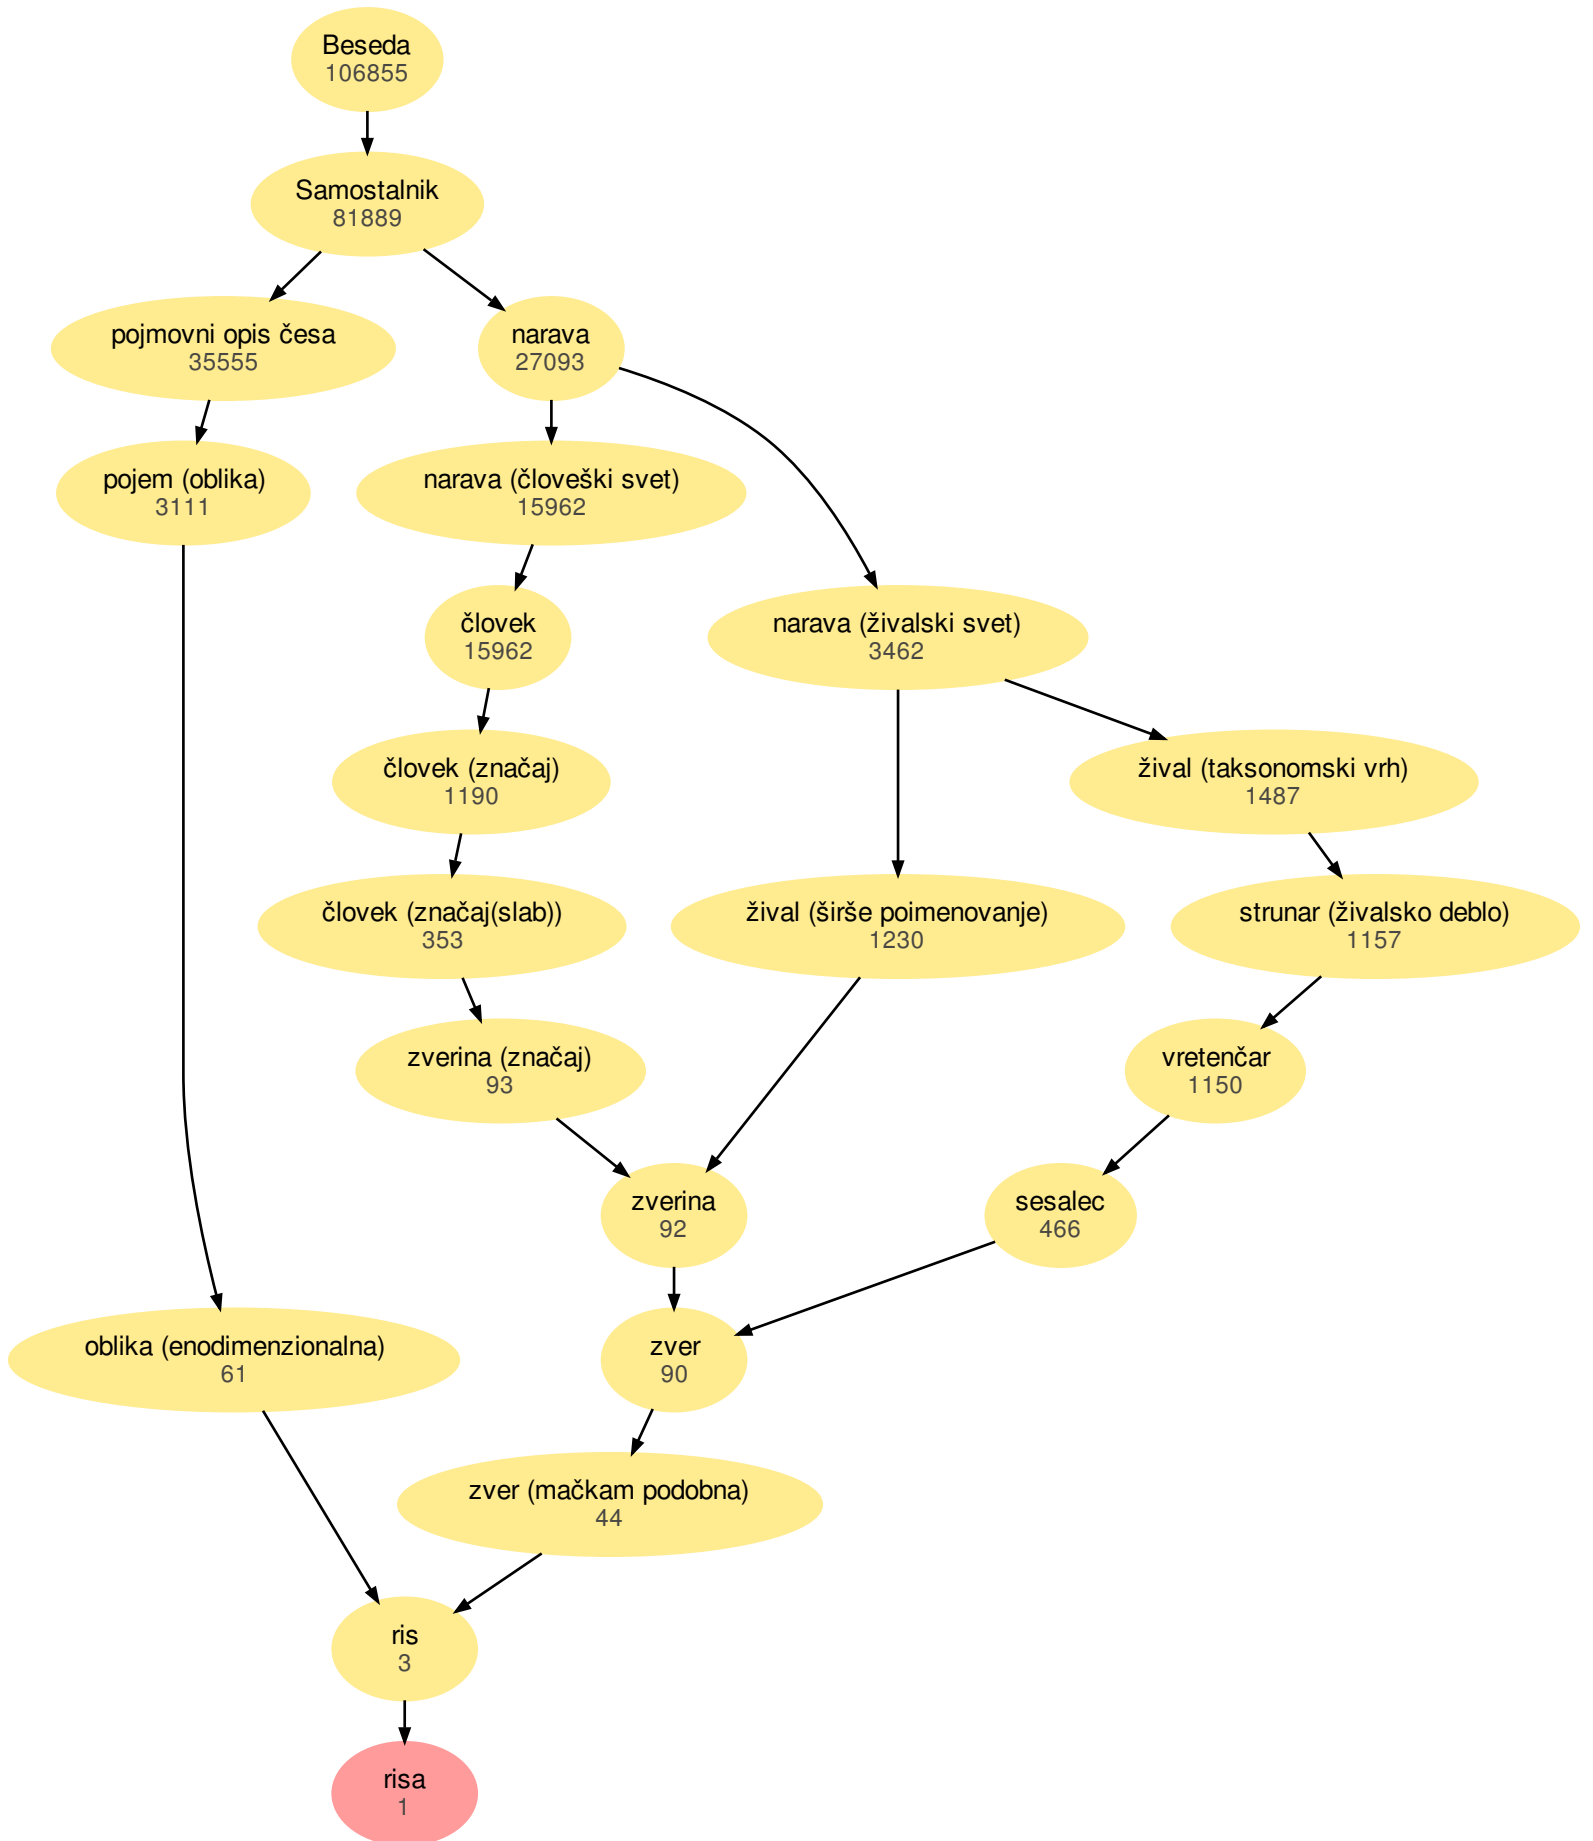 Beseda
106855
Samostalnik
81889
pojmovni opis česa
35555
narava
27093
pojem (oblika)
3111
narava (človeški svet)
15962
človek
15962
narava (živalski svet)
3462
človek (značaj)
1190
žival (taksonomski vrh)
1487
človek (značaj(slab))
353
žival (širše poimenovanje)
1230
strunar (živalsko deblo)
1157
zverina (značaj)
93
vretenčar
1150
zverina
92
sesalec
466
oblika (enodimenzionalna)
61
zver
90
zver (mačkam podobna)
44
ris
3
risa
1